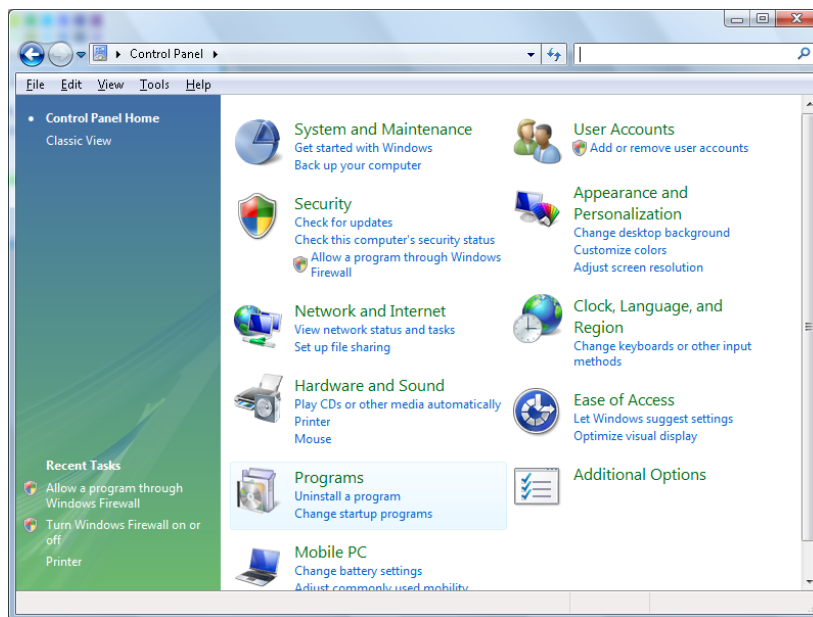 Control Panel
File Edit View Tools Help
Control Panel Home
Classic View
System and Maintenance
Get started with Windows
Back up your computer
Security
Check for updates
Check this computer's security status
Allow a program through Windows
Firewall
Network and Internet
View network status and tasks
Set up file sharing
Hardware and Sound
Play CDs or other media automatically
Printer
Mouse
Programs
Uninstall a program
Change startup programs
Mobile PC
Change battery settings
Adjust commonly used mobility
User Accounts
Add or remove user accounts
Appearance and
Personalization
Change desktop background
Customize colors
Adjust screen resolution
Clock, Language, and
Region
Change keyboards or other input
methods
Ease of Access
Let Windows suggest settings
Optimize visual display
Additional Options
Recent Tasks
Allow a program through
Windows Firewall
Turn Windows Firewall on or
off
Printer